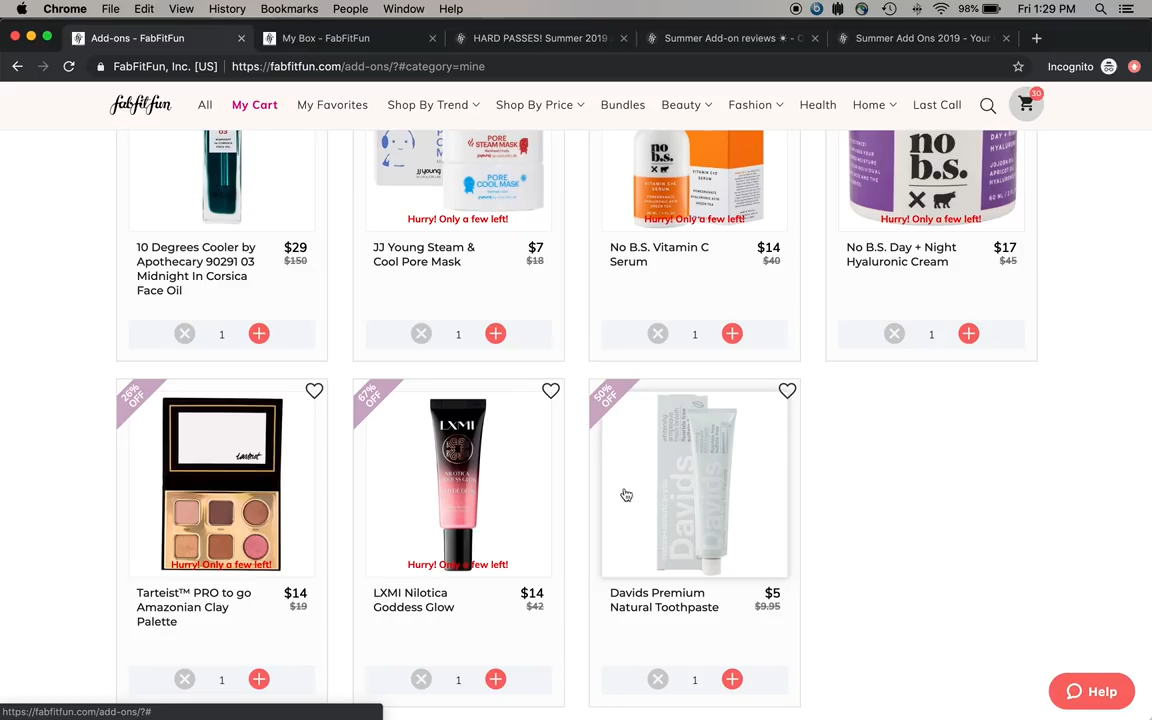 Chrome File Edit View History Bookmarks People Window Help 98% Fri 1:29 PM
Add-ons - FabFitFun My Box - FabFitFun HARD PASSES! Summer 2019 Summer Add-on reviews ☀ - Summer Add Ons 2019 - Your
FabFitFun, Inc. [US] https://fabfitfun.com/add-ons/?#category=mine Incognito
fabfitfun All My Cart My Favorites Shop By Trend Shop By Price Bundles Beauty Fashion Health Home Last Call 30
03
jj young
PORE STEAM MASK
PORE COOL MASK
no b.s.
VITAMIN C+E SERUM
no b.s.
Hurry! Only a few left! Hurry! Only a few left! Hurry! Only a few left!
10 Degrees Cooler by Apothecary 90291 03 Midnight In Corsica Face Oil
$29
$150
JJ Young Steam & Cool Pore Mask
$7
$18
No B.S. Vitamin C Serum
$14
$40
No B.S. Day + Night Hyaluronic Cream
$17
$45
1 1 1 1
26% OFF 67% OFF 50% OFF
tarteist
LXMI
Davids
Davids
Hurry! Only a few left! Hurry! Only a few left!
Tarteist™ PRO to go Amazonian Clay Palette
$14
$19
LXMI Nilotica Goddess Glow
$14
$42
Davids Premium Natural Toothpaste
$5
$9.95
1 1 1
Help
https://fabfitfun.com/add-ons/?#